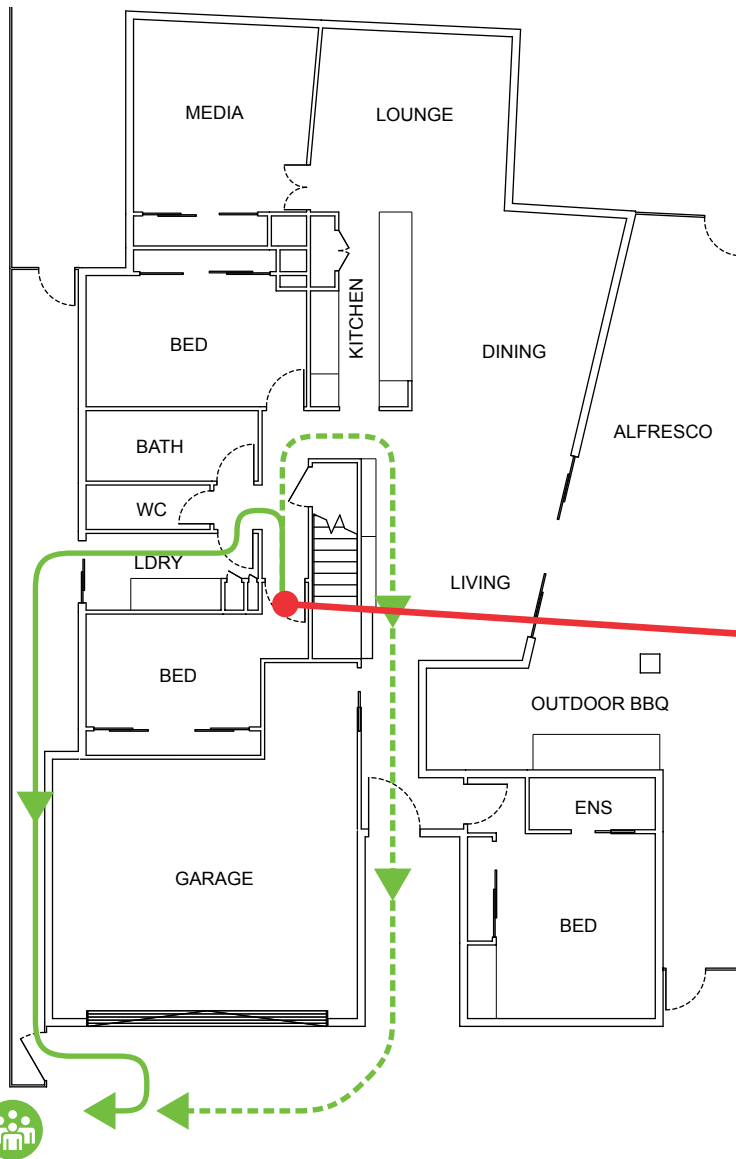 MEDIA
LOUNGE
KITCHEN
BED
DINING
ALFRESCO
BATH
WC
LDRY
LIVING
BED
OUTDOOR BBQ
ENS
GARAGE
BED